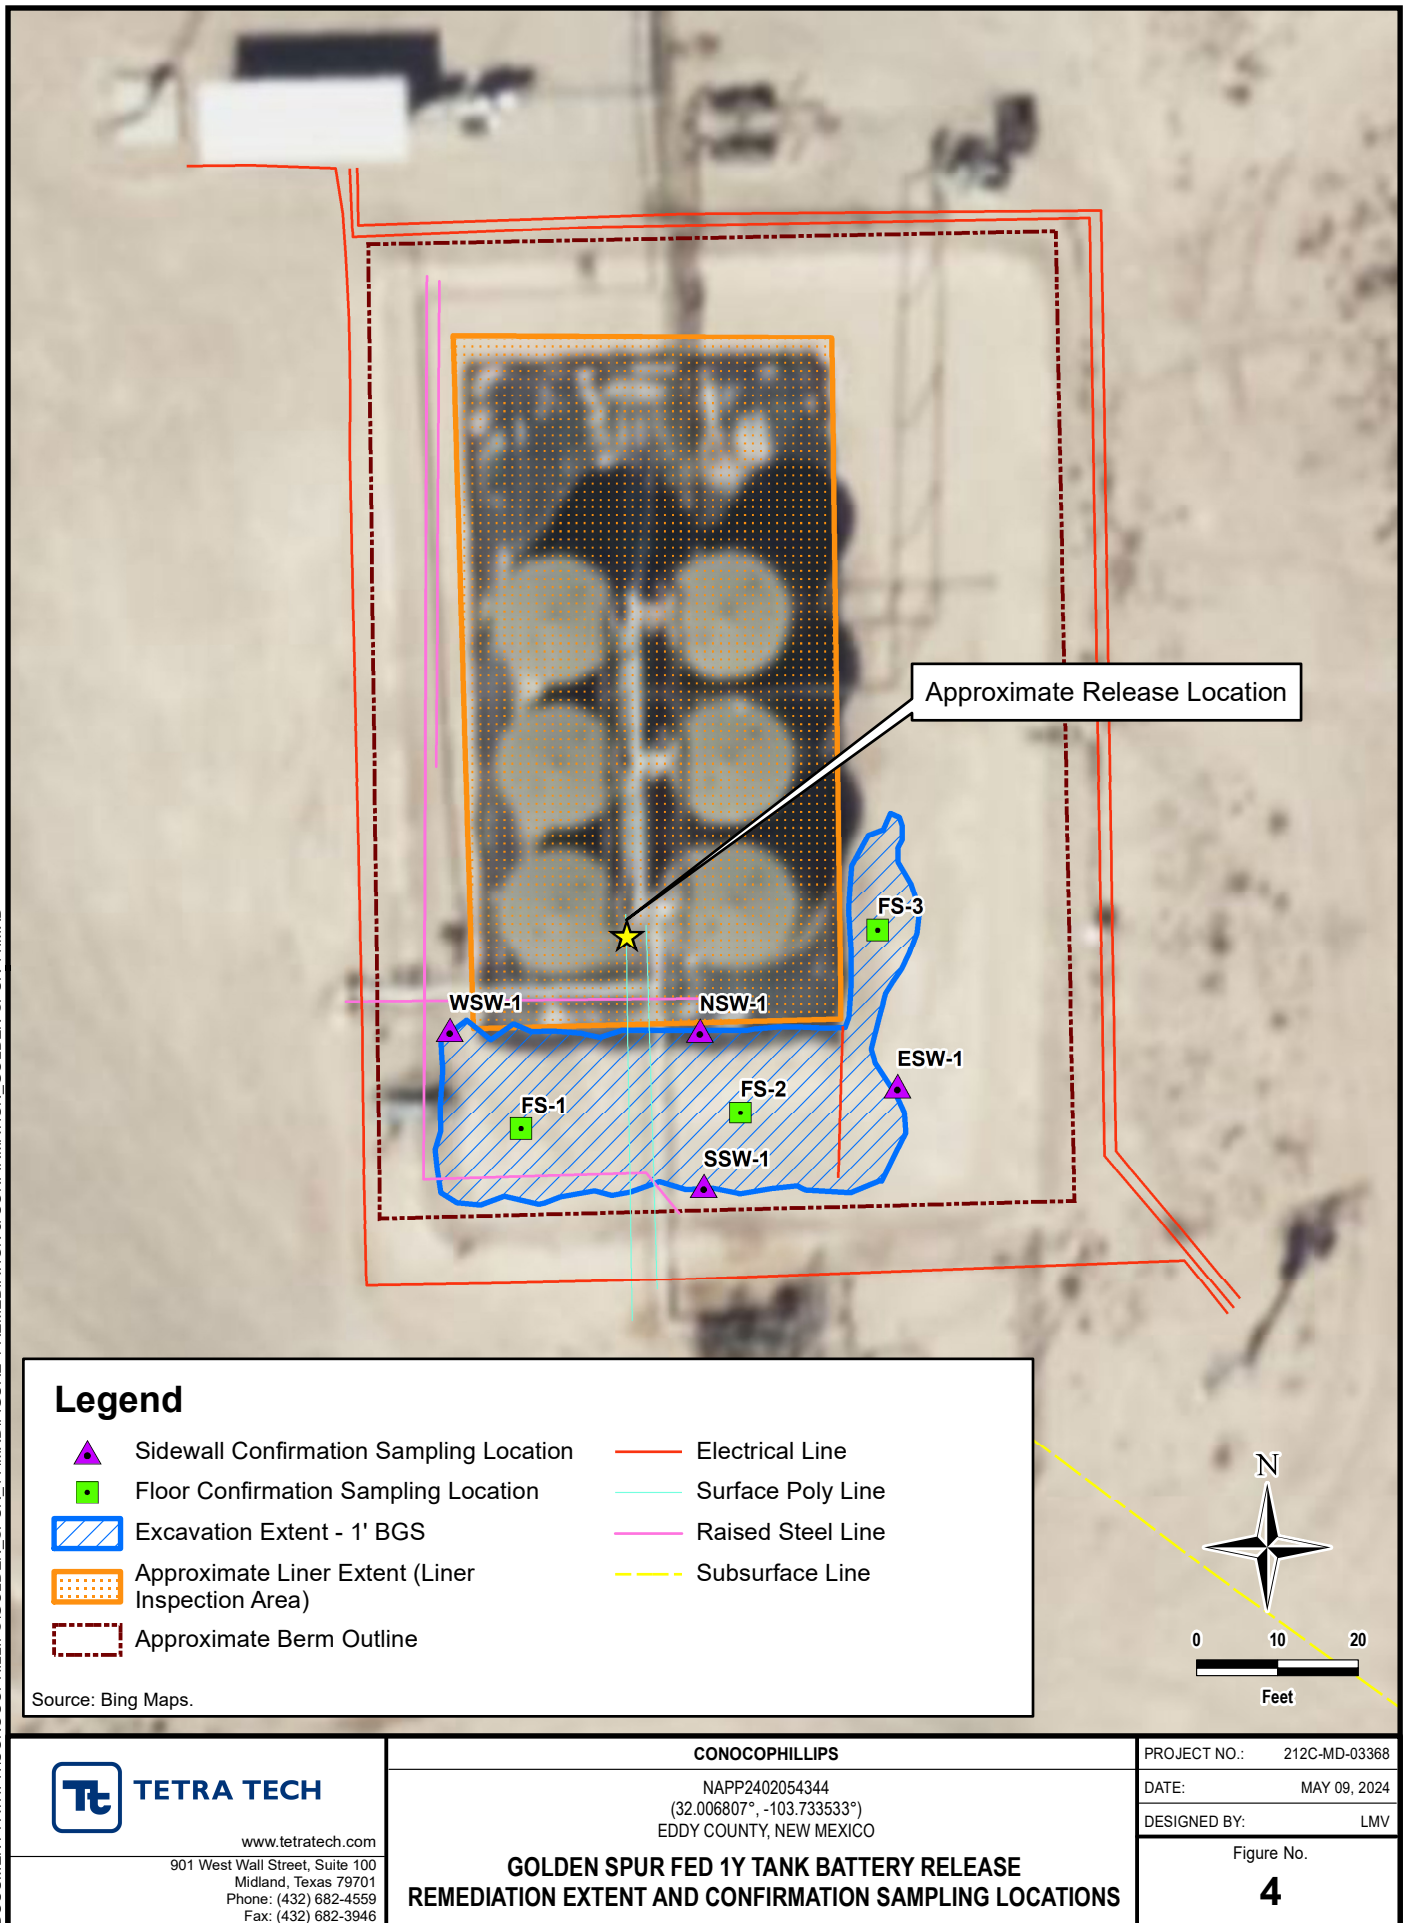 Approximate Release Location
FS-3
WSW-1
NSW-1
ESW-1
FS-1
FS-2
SSW-1
Legend
Sidewall Confirmation Sampling Location
Floor Confirmation Sampling Location
Excavation Extent - 1' BGS
Approximate Liner Extent (Liner
Inspection Area)
Approximate Berm Outline
Electrical Line
Surface Poly Line
Raised Steel Line
Subsurface Line
Source: Bing Maps.
N
0 10 20
Feet
Tt TETRA TECH
www.tetratech.com
901 West Wall Street, Suite 100
Midland, Texas 79701
Phone: (432) 682-4559
Fax: (432) 682-3946
CONOCOPHILLIPS
NAPP2402054344
(32.006807°, -103.733533°)
EDDY COUNTY, NEW MEXICO
GOLDEN SPUR FED 1Y TANK BATTERY RELEASE
REMEDIATION EXTENT AND CONFIRMATION SAMPLING LOCATIONS
PROJECT NO.: 212C-MD-03368
DATE: MAY 09, 2024
DESIGNED BY: LMV
Figure No.
4